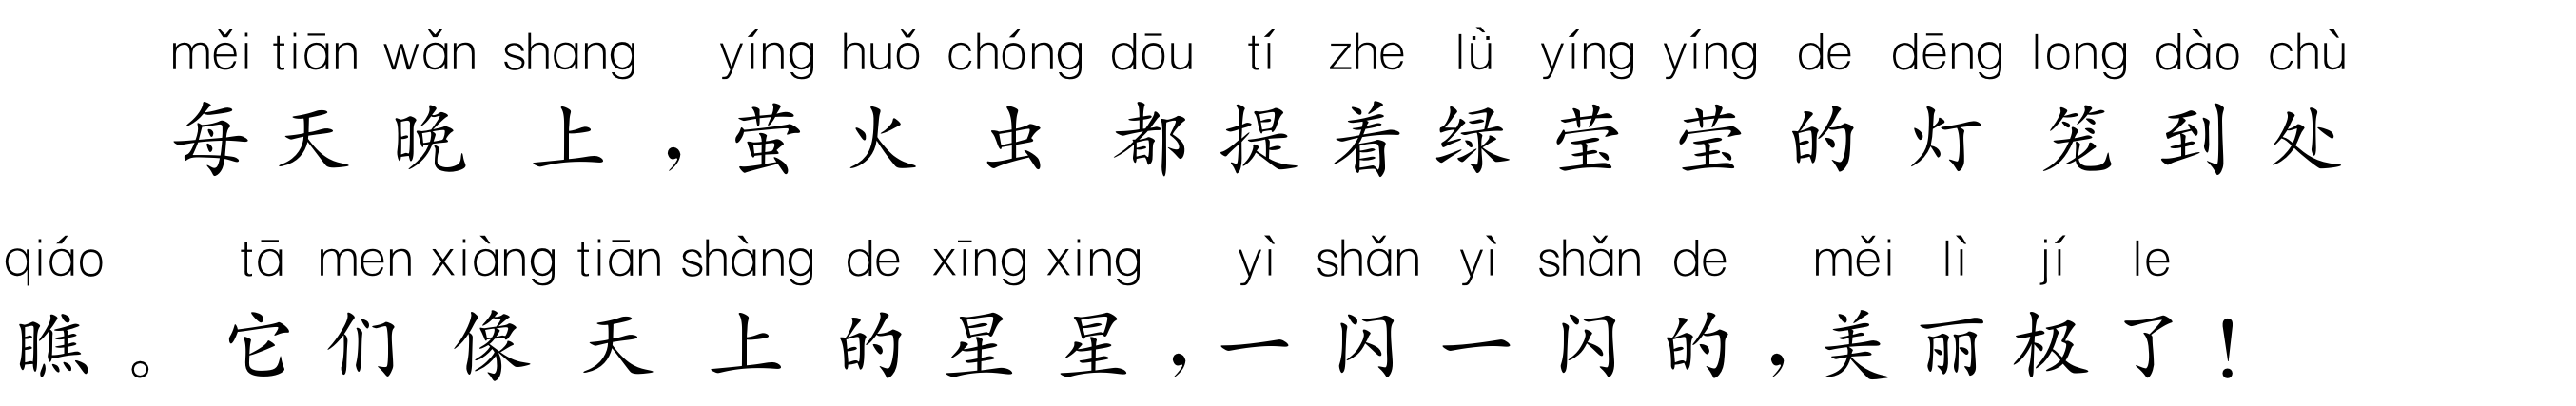 měi tiān wǎn shang yíng huǒ chóng dōu tí zhe lǜ yíng yíng de dēng long dào chù
每天晚上，萤火虫都提着绿莹莹的灯笼到处
qiáo tā men xiàng tiān shàng de xīng xing yì shǎn yì shǎn de měi lì jí le
瞧。它们像天上的星星，一闪一闪的，美丽极了！